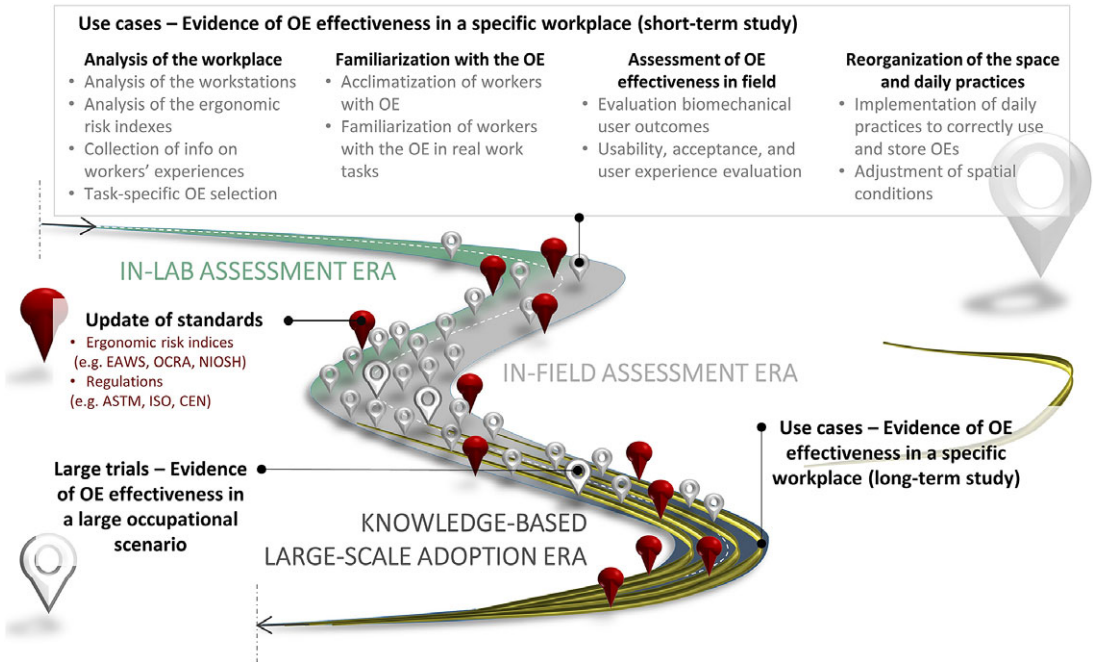 Use cases – Evidence of OE effectiveness in a specific workplace (short-term study)
Analysis of the workplace
• Analysis of the workstations
• Analysis of the ergonomic
risk indexes
• Collection of info on
workers’ experiences
• Task-specific OE selection
Familiarization with the OE
• Acclimatization of workers
with OE
• Familiarization of workers
with the OE in real work
tasks
Assessment of OE
effectiveness in field
• Evaluation biomechanical
user outcomes
• Usability, acceptance, and
user experience evaluation
Reorganization of the space
and daily practices
• Implementation of daily
practices to correctly use
and store OEs
• Adjustment of spatial
conditions
IN-LAB ASSESSMENT ERA
Update of standards
• Ergonomic risk indices
(e.g. EAWS, OCRA, NIOSH)
• Regulations
(e.g. ASTM, ISO, CEN)
IN-FIELD ASSESSMENT ERA
Use cases – Evidence of OE
effectiveness in a specific
workplace (long-term study)
Large trials – Evidence
of OE effectiveness in
a large occupational
scenario
KNOWLEDGE-BASED
LARGE-SCALE ADOPTION ERA